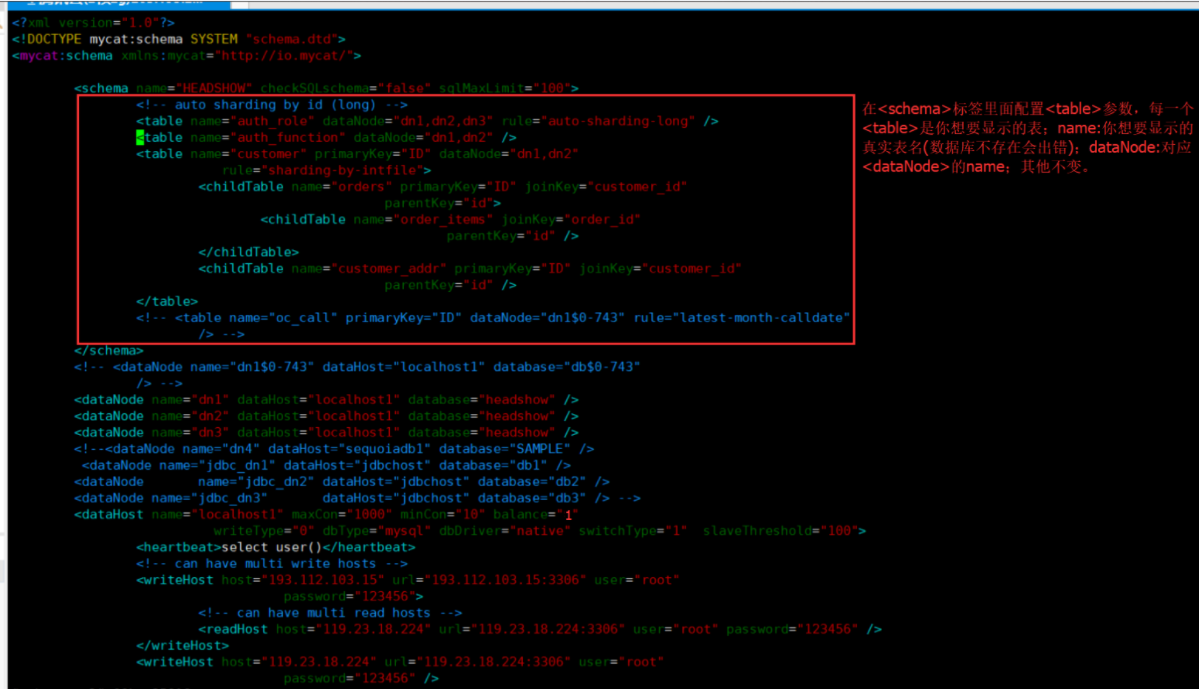 <?xml version="1.0"?>
<!DOCTYPE mycat:schema SYSTEM "schema.dtd">
<mycat:schema xmlns:mycat="http://io.mycat/">
<schema name="HEADSHOW" checkSQLschema="false" sqlMaxLimit="100">
<!-- auto sharding by id (long) -->
<table name="auth_role" dataNode="dn1,dn2,dn3" rule="auto-sharding-long" />
<table name="auth_function" dataNode="dn1,dn2" />
<table name="customer" primaryKey="ID" dataNode="dn1,dn2"
rule="sharding-by-intfile">
<childTable name="orders" primaryKey="ID" joinKey="customer_id"
parentKey="id">
<childTable name="order_items" joinKey="order_id"
parentKey="id" />
</childTable>
<childTable name="customer_addr" primaryKey="ID" joinKey="customer_id"
parentKey="id" />
</table>
<!-- <table name="oc_call" primaryKey="ID" dataNode="dn1$0-743" rule="latest-month-calldate"
/> -->
</schema>
在<schema>标签里面配置<table>参数，每一个
<table>是你想要显示的表；name:你想要显示的
真实表名(数据库不存在会出错)；dataNode:对应
<dataNode>的name；其他不变。
<!-- <dataNode name="dn1$0-743" dataHost="localhost1" database="db$0-743"
/> -->
<dataNode name="dn1" dataHost="localhost1" database="headshow" />
<dataNode name="dn2" dataHost="localhost1" database="headshow" />
<dataNode name="dn3" dataHost="localhost1" database="headshow" />
<!--<dataNode name="dn4" dataHost="sequoiadb1" database="SAMPLE" />
<dataNode name="jdbc_dn1" dataHost="jdbchost" database="db1" />
<dataNode name="jdbc_dn2" dataHost="jdbchost" database="db2" />
<dataNode name="jdbc_dn3" dataHost="jdbchost" database="db3" /> -->
<dataHost name="localhost1" maxCon="1000" minCon="10" balance="1"
writeType="0" dbType="mysql" dbDriver="native" switchType="1" slaveThreshold="100">
<heartbeat>select user()</heartbeat>
<!-- can have multi write hosts -->
<writeHost host="193.112.103.15" url="193.112.103.15:3306" user="root"
password="123456">
<!-- can have multi read hosts -->
<readHost host="119.23.18.224" url="119.23.18.224:3306" user="root" password="123456" />
</writeHost>
<writeHost host="119.23.18.224" url="119.23.18.224:3306" user="root"
password="123456" />